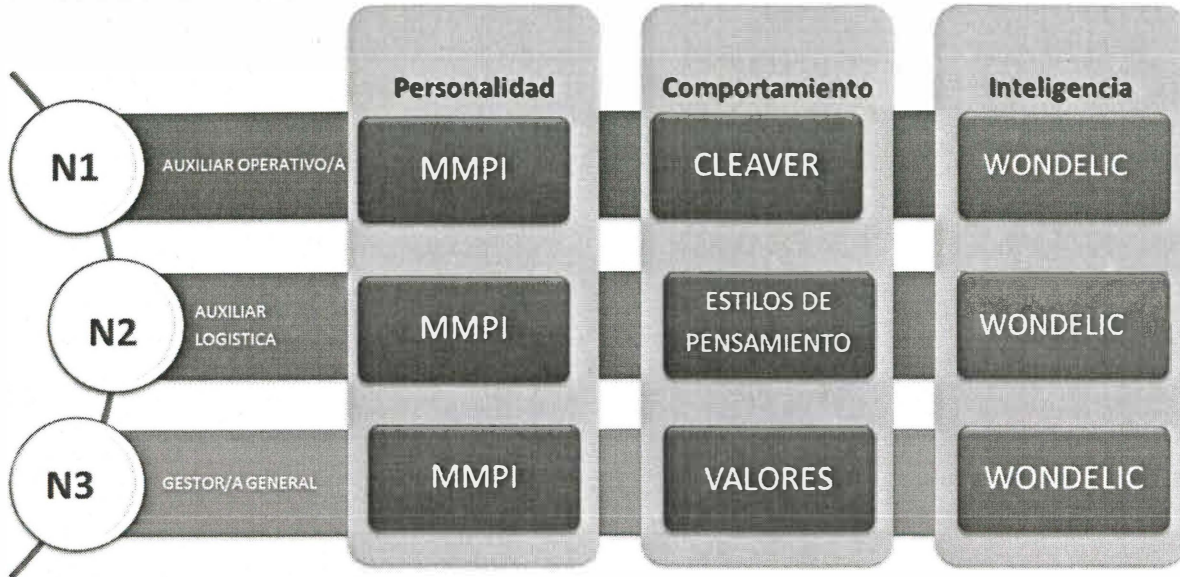 Personalidad
Comportamiento
Inteligencia
N1
AUXILIAR OPERATIVO/A
MMPI
CLEAVER
WONDELIC
N2
AUXILIAR
LOGISTICA
MMPI
ESTILOS DE
PENSAMIENTO
WONDELIC
N3
GESTOR/A GENERAL
MMPI
VALORES
WONDELIC